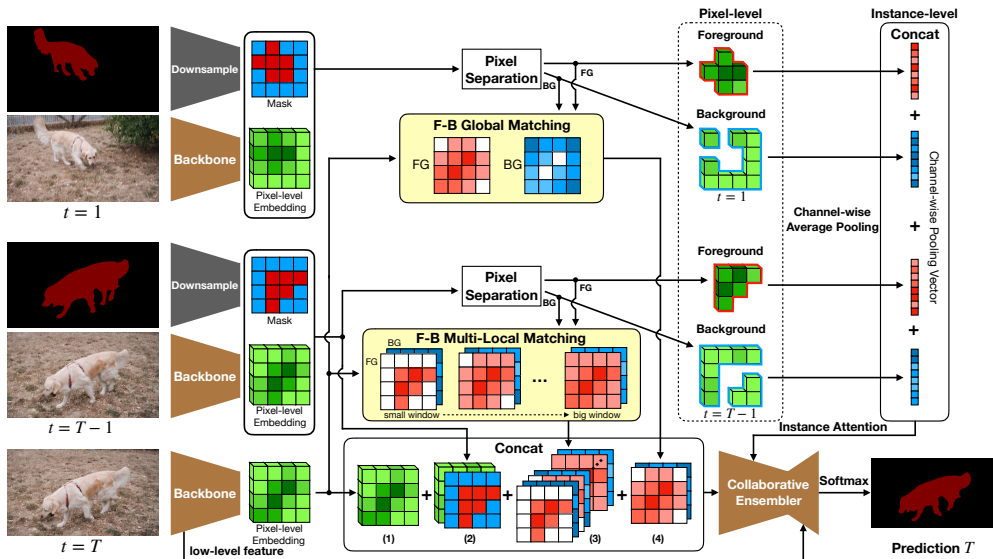 Pixel-level
Instance-level
Foreground
Concat
Downsample
Mask
Pixel
Separation
FG
BG
Backbone
Pixel-level
Embedding
F-B Global Matching
FG
BG
Background
t = 1
t = 1
Channel-wise
Average Pooling
Channel-wise Pooling Vector
+
+
+
Downsample
Mask
Pixel
Separation
FG
BG
Foreground
F-B Multi-Local Matching
BG
FG
...
small window
big window
Background
t = T − 1
Backbone
Pixel-level
Embedding
t = T − 1
Instance Attention
Concat
Backbone
Pixel-level
Embedding
+
+
+
(1)
(2)
(3)
(4)
Collaborative
Ensembler
Softmax
t = T
low-level feature
Prediction T